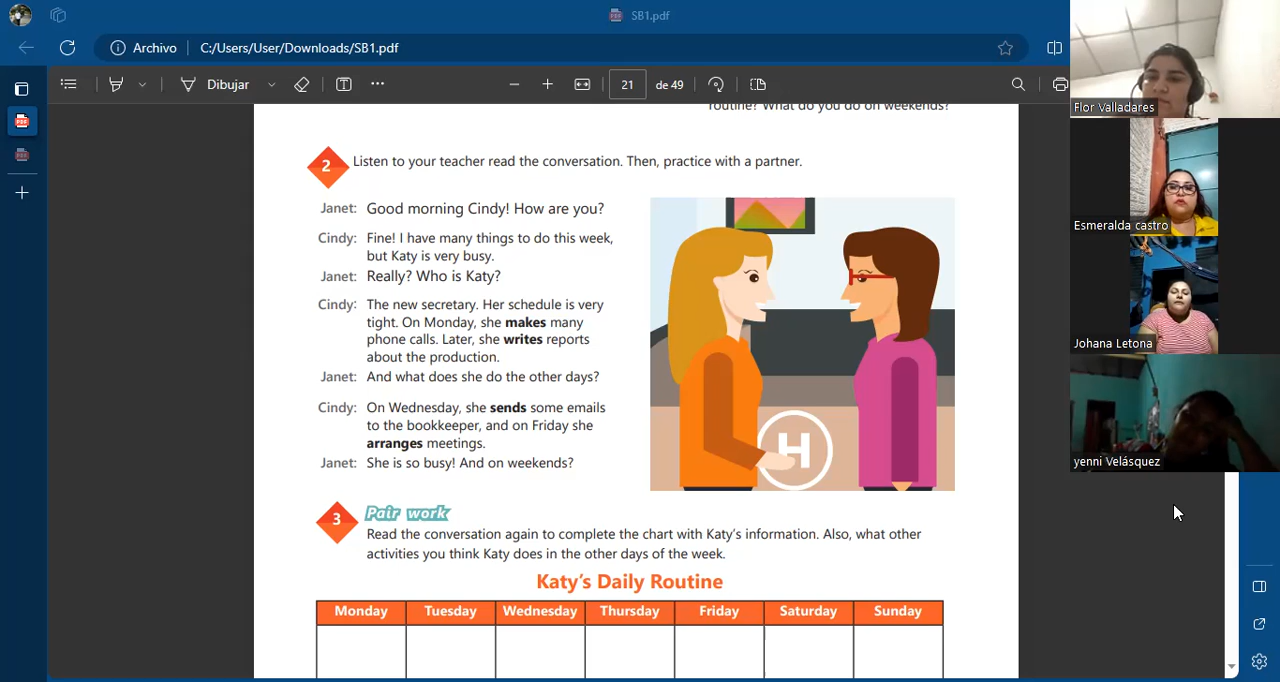 SB1.pdf
Archivo
C:/Users/User/Downloads/SB1.pdf
Dibujar
21
de 49
routine? What do you do on weekends?
2
Listen to your teacher read the conversation. Then, practice with a partner.
Janet: Good morning Cindy! How are you?
Cindy: Fine! I have many things to do this week,
but Katy is very busy.
Janet: Really? Who is Katy?
Cindy: The new secretary. Her schedule is very
tight. On Monday, she makes many
phone calls. Later, she writes reports
about the production.
Janet: And what does she do the other days?
Cindy: On Wednesday, she sends some emails
to the bookkeeper, and on Friday she
arranges meetings.
Janet: She is so busy! And on weekends?
H
3
Pair work
Read the conversation again to complete the chart with Katy's information. Also, what other
activities you think Katy does in the other days of the week.
Katy's Daily Routine
Monday Tuesday Wednesday Thursday Friday Saturday Sunday
Flor Valladares
Esmeralda castro
Johana Letona
yenni Velásquez